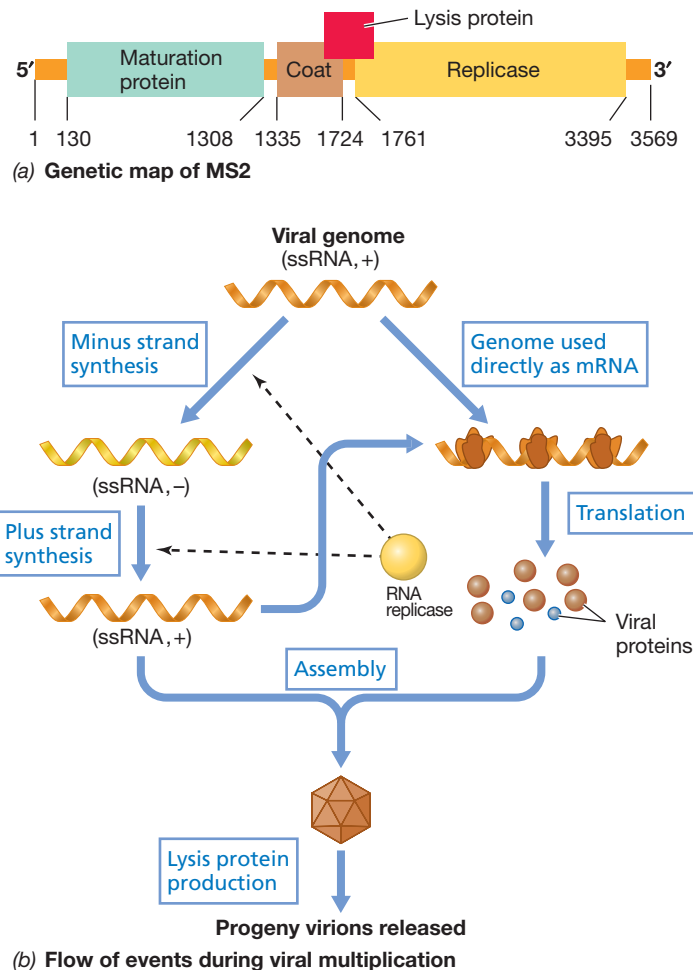 Lysis protein
5′ Maturation protein Coat Replicase 3′
1 130 1308 1335 1724 1761 3395 3569
(a) Genetic map of MS2
Viral genome
(ssRNA, +)
Minus strand
synthesis
Genome used
directly as mRNA
(ssRNA, –)
Plus strand
synthesis
Translation
RNA
replicase
Viral
proteins
(ssRNA, +)
Assembly
Lysis protein
production
Progeny virions released
(b) Flow of events during viral multiplication